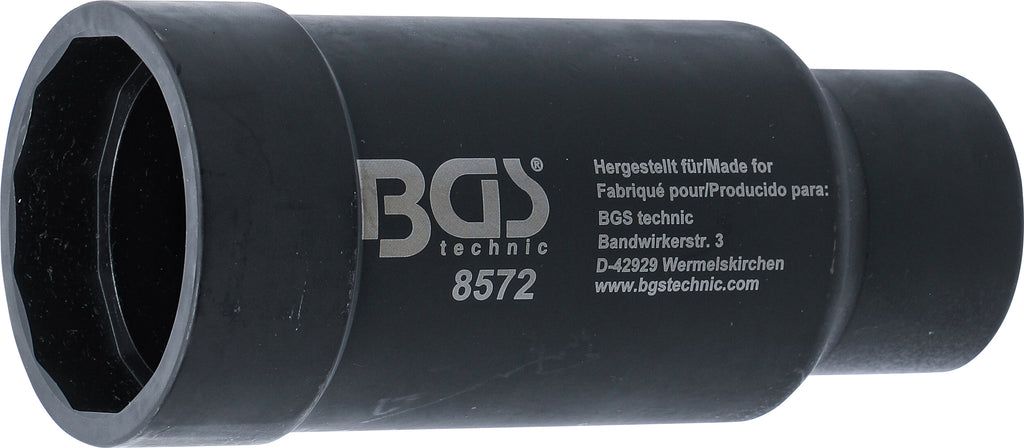 BGS®
technic
8572
Hergestellt für/Made for
Fabriqué pour/Producido para:
BGS technic
Bandwirkerstr. 3
D-42929 Wermelskirchen
www.bgstechnic.com